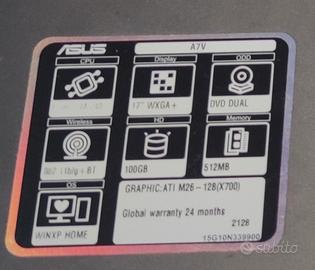 ASUS A7V
CPU Display ODD
17" WXGA+ DVD DUAL
Wireless HD Memory
802.11b/g + BT 100GB 512MB
OS
GRAPHIC:ATI M26-128(X700)
Global warranty 24 months
2128
WINXP HOME
15G10N339900
subito